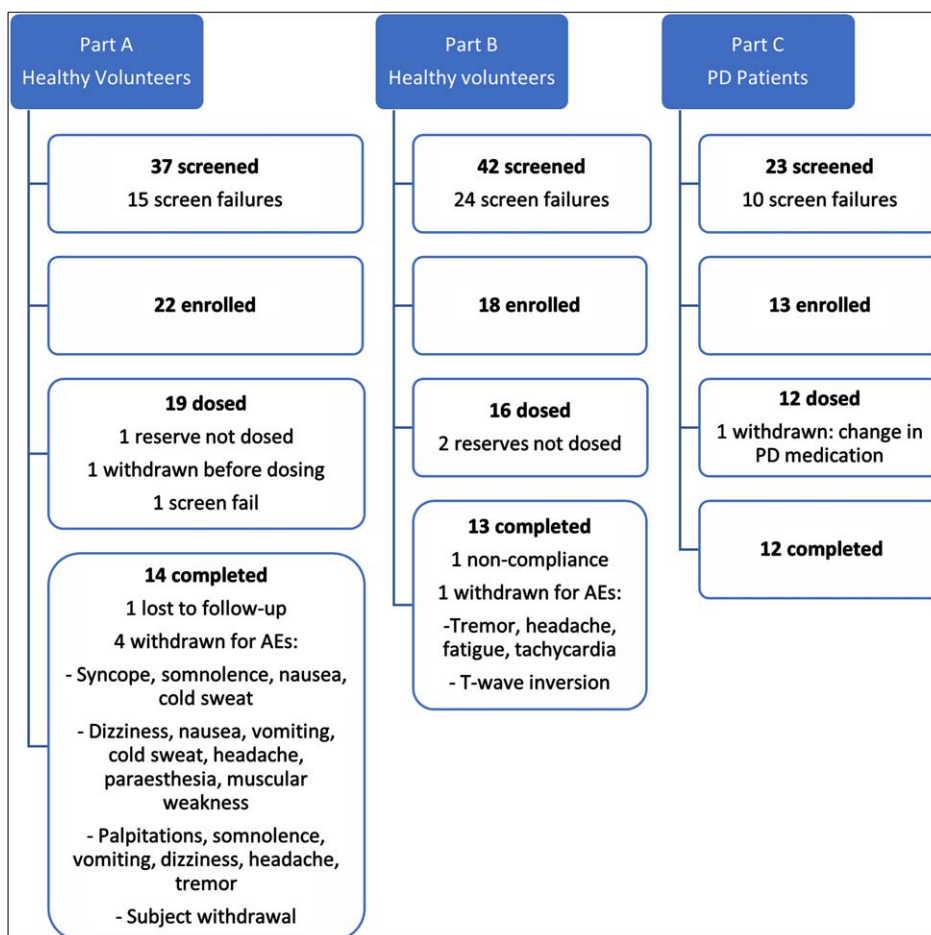 Part A
Healthy Volunteers
37 screened
15 screen failures
22 enrolled
19 dosed
1 reserve not dosed
1 withdrawn before dosing
1 screen fail
14 completed
1 lost to follow-up
4 withdrawn for AEs:
- Syncope, somnolence, nausea,
cold sweat
- Dizziness, nausea, vomiting,
cold sweat, headache,
paraesthesia, muscular
weakness
- Palpitations, somnolence,
vomiting, dizziness, headache,
tremor
- Subject withdrawal
Part B
Healthy volunteers
42 screened
24 screen failures
18 enrolled
16 dosed
2 reserves not dosed
13 completed
1 non-compliance
1 withdrawn for AEs:
-Tremor, headache,
fatigue, tachycardia
- T-wave inversion
Part C
PD Patients
23 screened
10 screen failures
13 enrolled
12 dosed
1 withdrawn: change in
PD medication
12 completed